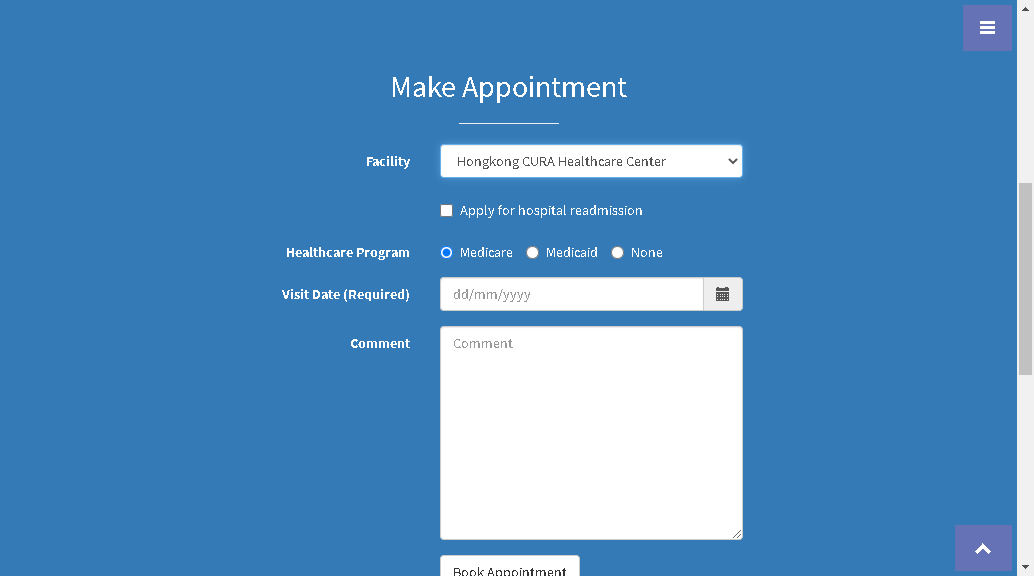 Make Appointment
Facility
Hongkong CURA Healthcare Center
Apply for hospital readmission
Healthcare Program
Medicare Medicaid None
Visit Date (Required)
dd/mm/yyyy
Comment
Comment
Book Appointment